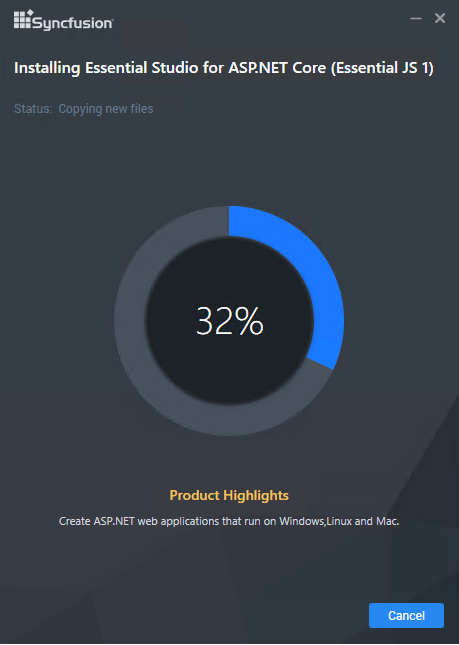 Syncfusion
Installing Essential Studio for ASP.NET Core (Essential JS 1)
Status: Copying new files
32%
Product Highlights
Create ASP.NET web applications that run on Windows,Linux and Mac.
Cancel